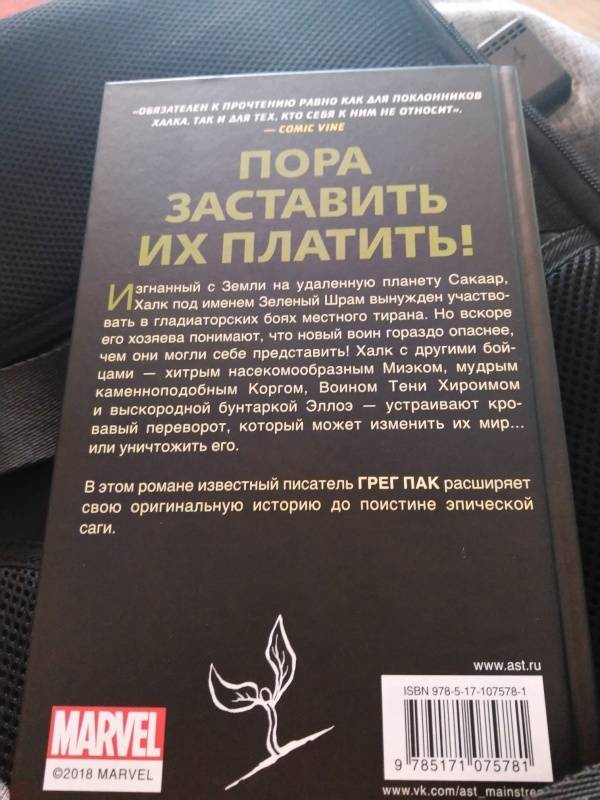 «ОБЯЗАТЕЛЕН К ПРОЧТЕНИЮ РАВНО КАК ДЛЯ ПОКЛОННИКОВ
ХАЛКА, ТАК И ДЛЯ ТЕХ, КТО СЕБЯ К НИМ НЕ ОТНОСИТ».
— COMIC VINE
ПОРА
ЗАСТАВИТЬ
ИХ ПЛАТИТЬ!
Изгнанный с Земли на удаленную планету Сакаар,
Халк под именем Зеленый Шрам вынужден участво-
вать в гладиаторских боях местного тирана. Но вскоре
его хозяева понимают, что новый воин гораздо опаснее,
чем они могли себе представить! Халк с другими бой-
цами — хитрым насекомообразным Миэком, мудрым
каменноподобным Коргом, Воином Тени Хироимом
и выскородной бунтаркой Эллоэ — устраивают кро-
вавый переворот, который может изменить их мир...
или уничтожить его.
В этом романе известный писатель ГРЕГ ПАК расширяет
свою оригинальную историю до поистине эпической
саги.
www.ast.ru
ISBN 978-5-17-107578-1
9 785171 075781
www.vk.com/ast_mainstrea
MARVEL
©2018 MARVEL